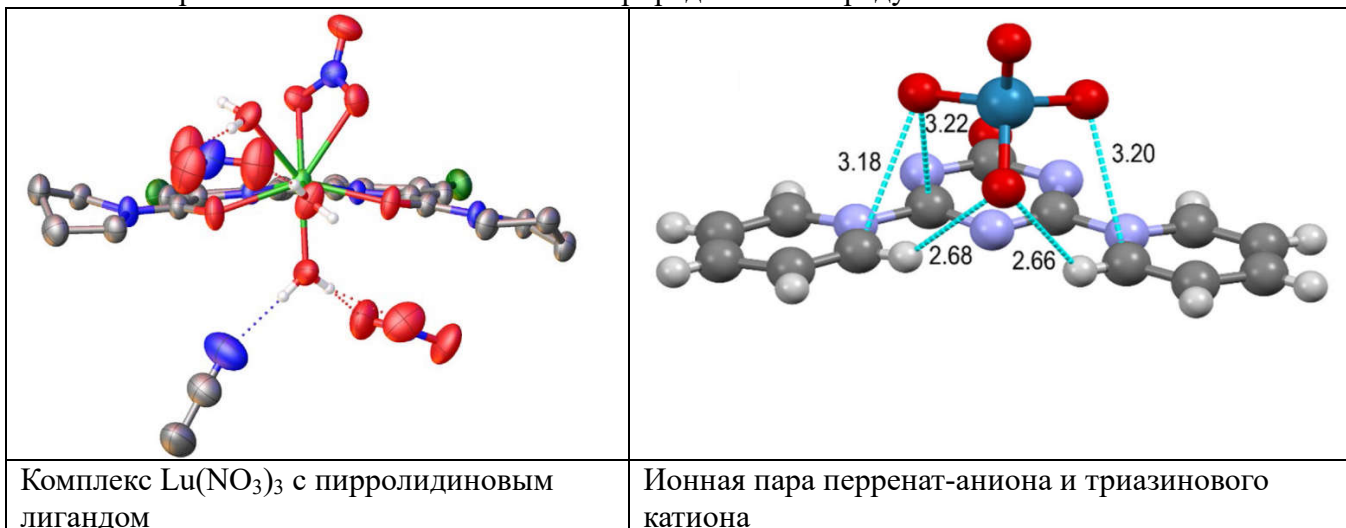 3.22
3.18
3.20
2.68
2.66
Комплекс Lu(NO₃)₃ с пирролидиновым
лигандом
Ионная пара перренат-аниона и триазинового
катиона